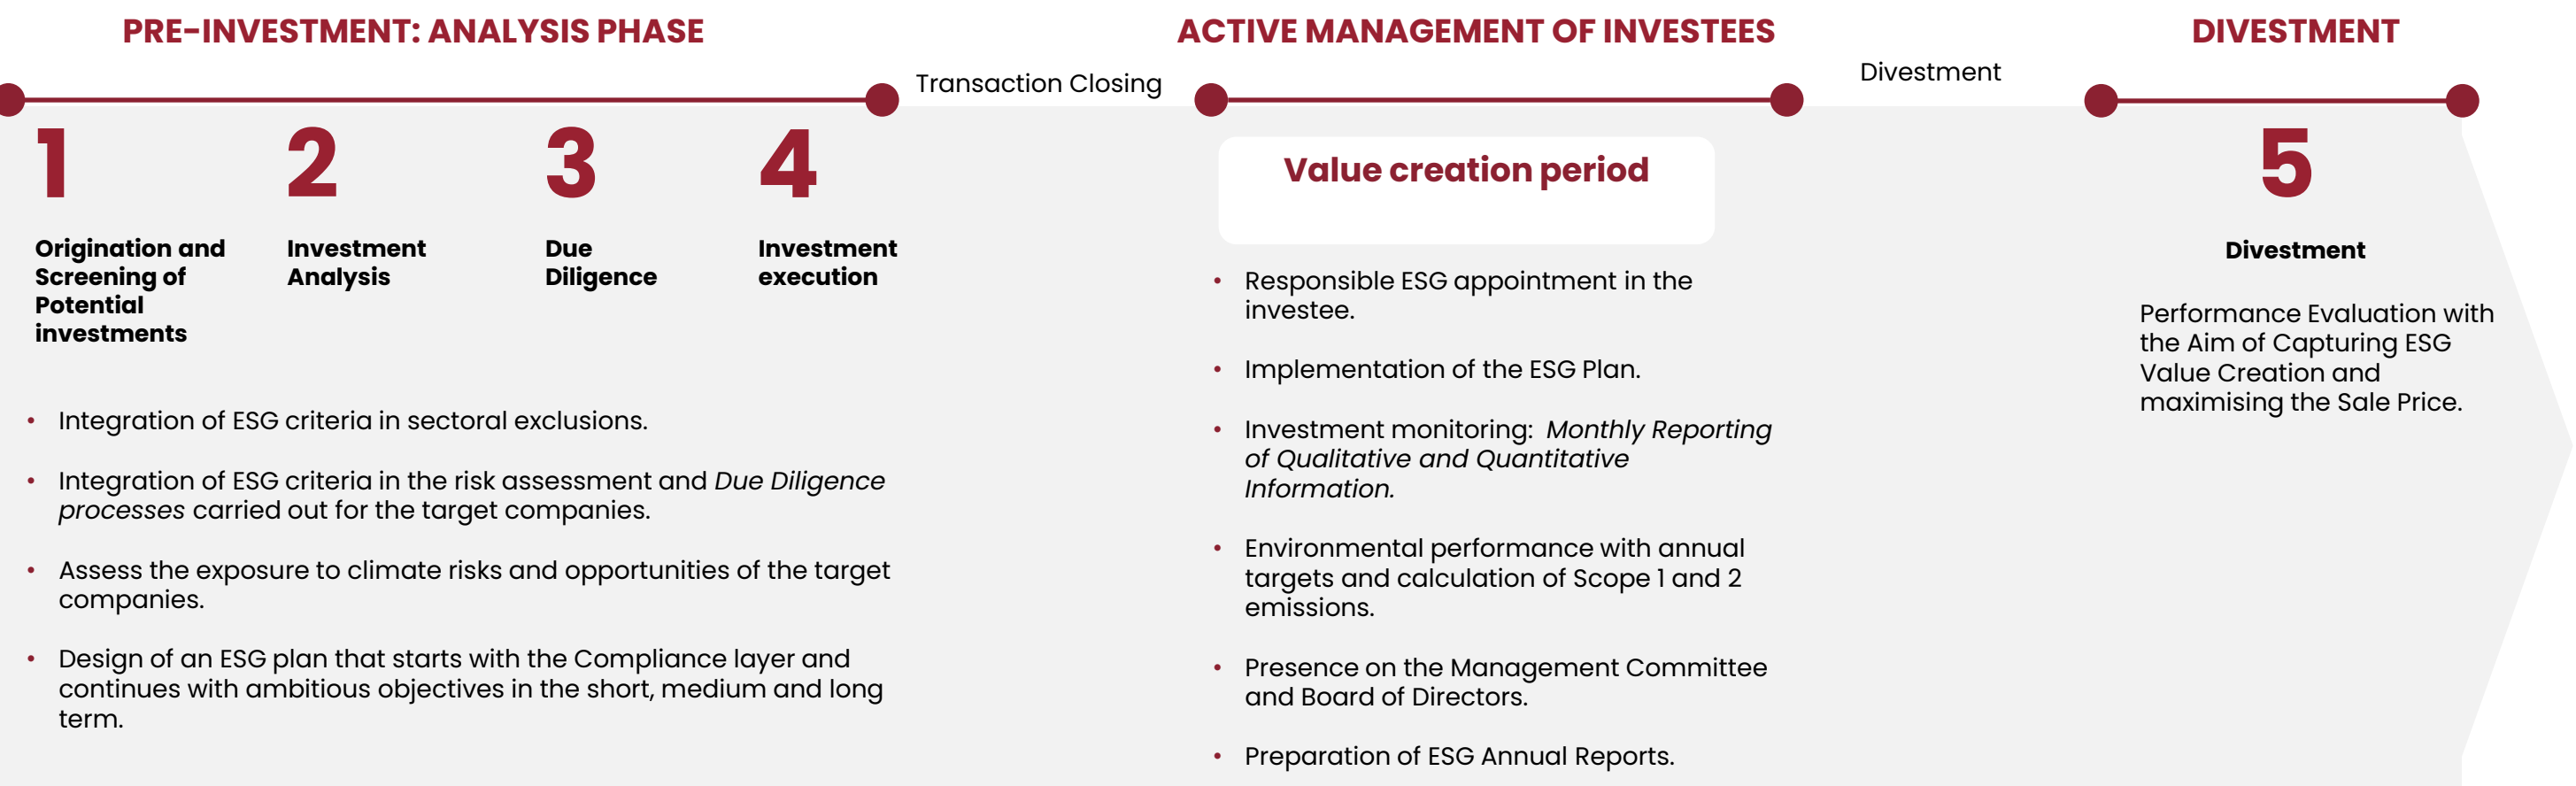 PRE-INVESTMENT: ANALYSIS PHASE
Transaction Closing
ACTIVE MANAGEMENT OF INVESTEES
Divestment
DIVESTMENT
1
Origination and
Screening of
Potential
investments
2
Investment
Analysis
3
Due
Diligence
4
Investment
execution
• Integration of ESG criteria in sectoral exclusions.
• Integration of ESG criteria in the risk assessment and Due Diligence
processes carried out for the target companies.
• Assess the exposure to climate risks and opportunities of the target
companies.
• Design of an ESG plan that starts with the Compliance layer and
continues with ambitious objectives in the short, medium and long
term.
Value creation period
• Responsible ESG appointment in the
investee.
• Implementation of the ESG Plan.
• Investment monitoring: Monthly Reporting
of Qualitative and Quantitative
Information.
• Environmental performance with annual
targets and calculation of Scope 1 and 2
emissions.
• Presence on the Management Committee
and Board of Directors.
• Preparation of ESG Annual Reports.
5
Divestment
Performance Evaluation with
the Aim of Capturing ESG
Value Creation and
maximising the Sale Price.